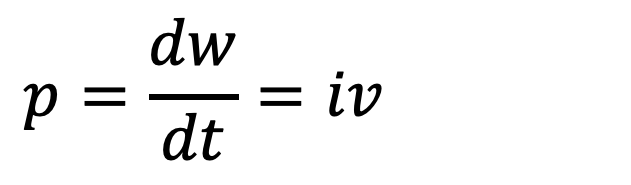 p = dw/dt = iv